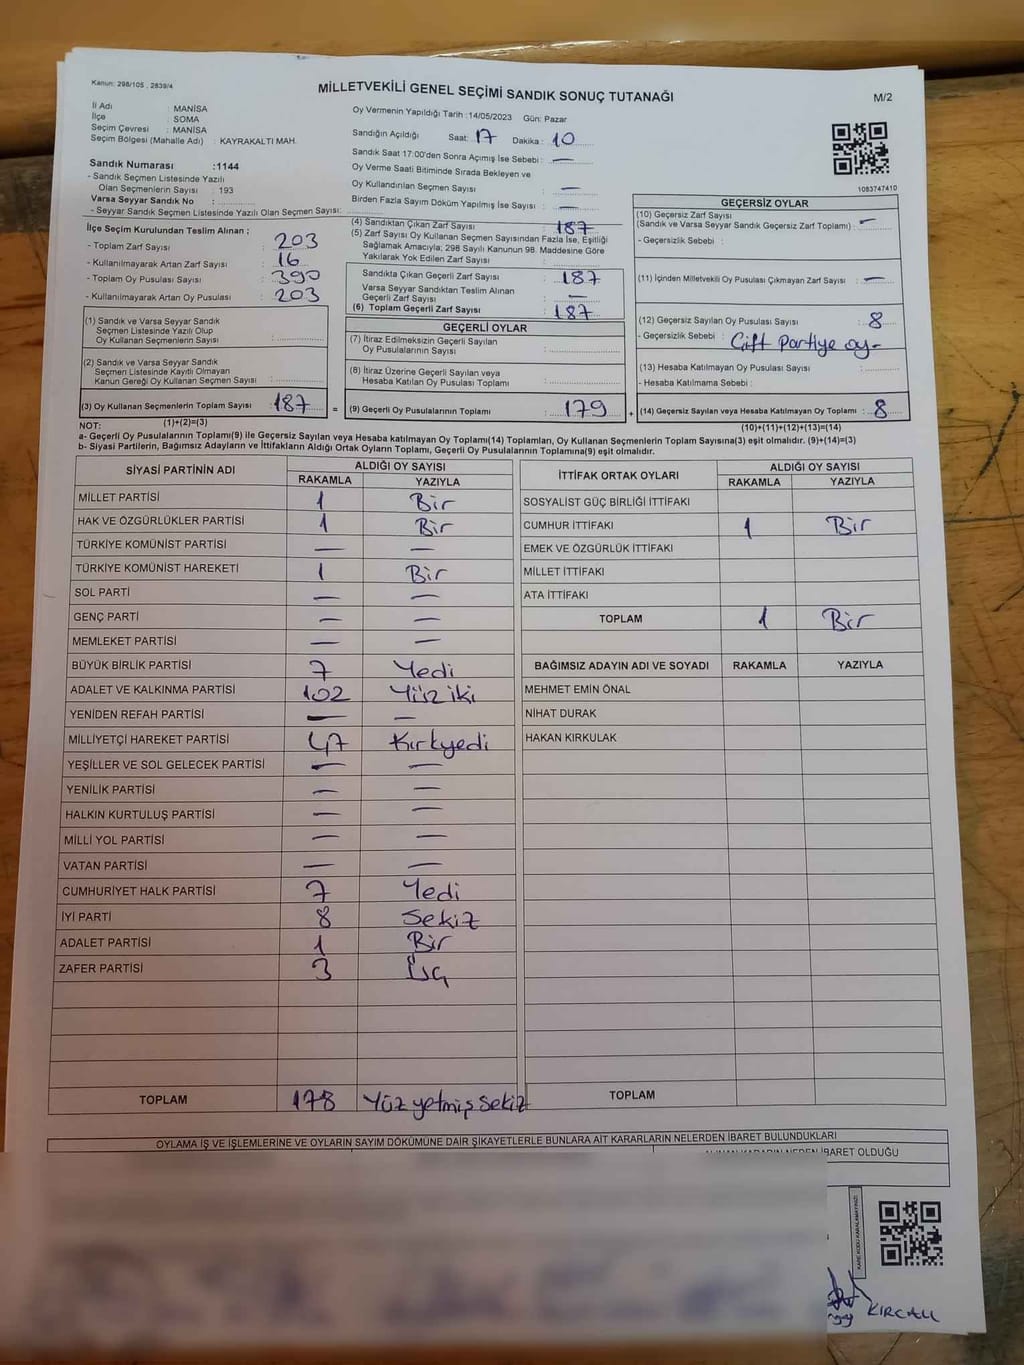 Kanun: 298/105 , 2839/4
MİLLETVEKİLİ GENEL SEÇİMİ SANDIK SONUÇ TUTANAĞI
M/2
İl Adı : MANİSA
İlçe : SOMA
Seçim Çevresi : MANİSA
Seçim Bölgesi (Mahalle Adı) : KAYRAKALTI MAH.
Sandık Numarası :1144
- Sandık Seçmen Listesinde Yazılı
Olan Seçmenlerin Sayısı : 193
Varsa Seyyar Sandık No :
- Seyyar Sandık Seçmen Listesinde Yazılı Olan Seçmen Sayısı:
Oy Vermenin Yapıldığı Tarih :14/05/2023 Gün: Pazar
Sandığın Açıldığı Saat: 17 Dakika : 10
Sandık Saat 17:00'den Sonra Açımış İse Sebebi : —
Oy Verme Saati Bitiminde Sırada Bekleyen ve
Oy Kullandırılan Seçmen Sayısı : —
Birden Fazla Sayım Döküm Yapılmış İse Sayısı : —
1083747410
İlçe Seçim Kurulundan Teslim Alınan ;
- Toplam Zarf Sayısı : 203
- Kullanılmayarak Artan Zarf Sayısı : 16
- Toplam Oy Pusulası Sayısı : 390
- Kullanılmayarak Artan Oy Pusulası : 203
(1) Sandık ve Varsa Seyyar Sandık
Seçmen Listesinde Yazılı Olup
Oy Kullanan Seçmenlerin Sayısı :
(2) Sandık ve Varsa Seyyar Sandık
Seçmen Listesinde Kayıtlı Olmayan
Kanun Gereği Oy Kullanan Seçmen Sayısı :
(3) Oy Kullanan Seçmenlerin Toplam Sayısı : 187 =
(1)+(2)=(3)
(4) Sandıktan Çıkan Zarf Sayısı : 187
(5) Zarf Sayısı Oy Kullanan Seçmen Sayısından Fazla İse, Eşitliği
Sağlamak Amacıyla; 298 Sayılı Kanunun 98. Maddesine Göre
Yakılarak Yok Edilen Zarf Sayısı :
Sandıkta Çıkan Geçerli Zarf Sayısı : 187
Varsa Seyyar Sandıktan Teslim Alınan
Geçerli Zarf Sayısı : —
(6) Toplam Geçerli Zarf Sayısı : 187
GEÇERLİ OYLAR
(7) İtiraz Edilmeksizin Geçerli Sayılan
Oy Pusulalarının Sayısı :
(8) İtiraz Üzerine Geçerli Sayılan veya
Hesaba Katılan Oy Pusulası Toplamı :
(9) Geçerli Oy Pusulalarının Toplamı : 179 +
GEÇERSİZ OYLAR
(10) Geçersiz Zarf Sayısı
(Sandık ve Varsa Seyyar Sandık Geçersiz Zarf Toplamı) : —
- Geçersizlik Sebebi :
(11) İçinden Milletvekili Oy Pusulası Çıkmayan Zarf Sayısı : —
(12) Geçersiz Sayılan Oy Pusulası Sayısı : 8
- Geçersizlik Sebebi : Çift Partiye oy-
(13) Hesaba Katılmayan Oy Pusulası Sayısı :
- Hesaba Katılmama Sebebi :
(14) Geçersiz Sayılan veya Hesaba Katılmayan Oy Toplamı : 8
(10)+(11)+(12)+(13)=(14)
NOT:
a- Geçerli Oy Pusulalarının Toplamı(9) ile Geçersiz Sayılan veya Hesaba katılmayan Oy Toplamı(14) Toplamları, Oy Kullanan Seçmenlerin Toplam Sayısına(3) eşit olmalıdır. (9)+(14)=(3)
b- Siyasi Partilerin, Bağımsız Adayların ve İttifakların Aldığı Ortak Oyların Toplamı, Geçerli Oy Pusulalarının Toplamına(9) eşit olmalıdır.
SİYASİ PARTİNİN ADI ALDIĞI OY SAYISI
RAKAMLA YAZIYLA
MİLLET PARTİSİ 1 Bir
HAK VE ÖZGÜRLÜKLER PARTİSİ 1 Bir
TÜRKİYE KOMÜNİST PARTİSİ — —
TÜRKİYE KOMÜNİST HAREKETİ 1 Bir
SOL PARTİ — —
GENÇ PARTİ — —
MEMLEKET PARTİSİ — —
BÜYÜK BİRLİK PARTİSİ 7 Yedi
ADALET VE KALKINMA PARTİSİ 102 Yüz iki
YENİDEN REFAH PARTİSİ — —
MİLLİYETÇİ HAREKET PARTİSİ 47 Kırkyedi
YEŞİLLER VE SOL GELECEK PARTİSİ — —
YENİLİK PARTİSİ — —
HALKIN KURTULUŞ PARTİSİ — —
MİLLİ YOL PARTİSİ — —
VATAN PARTİSİ — —
CUMHURİYET HALK PARTİSİ 7 Yedi
İYİ PARTİ 8 Sekiz
ADALET PARTİSİ 1 Bir
ZAFER PARTİSİ 3 Üç
TOPLAM 178 Yüz yetmiş sekiz
İTTİFAK ORTAK OYLARI ALDIĞI OY SAYISI
RAKAMLA YAZIYLA
SOSYALİST GÜÇ BİRLİĞİ İTTİFAKI
CUMHUR İTTİFAKI 1 Bir
EMEK VE ÖZGÜRLÜK İTTİFAKI
MİLLET İTTİFAKI
ATA İTTİFAKI
TOPLAM 1 Bir
BAĞIMSIZ ADAYIN ADI VE SOYADI RAKAMLA YAZIYLA
MEHMET EMİN ÖNAL
NİHAT DURAK
HAKAN KIRKULAK
TOPLAM
OYLAMA İŞ VE İŞLEMLERİNE VE OYLARIN SAYIM DÖKÜMÜNE DAİR ŞİKAYETLERLE BUNLARA AİT KARARLARIN NELERDEN İBARET BULUNDUKLARI
ALINAN KARARIN NEDEN İBARET OLDUĞU
KARE KODU KARALAMAYINIZ!
KIRCALI